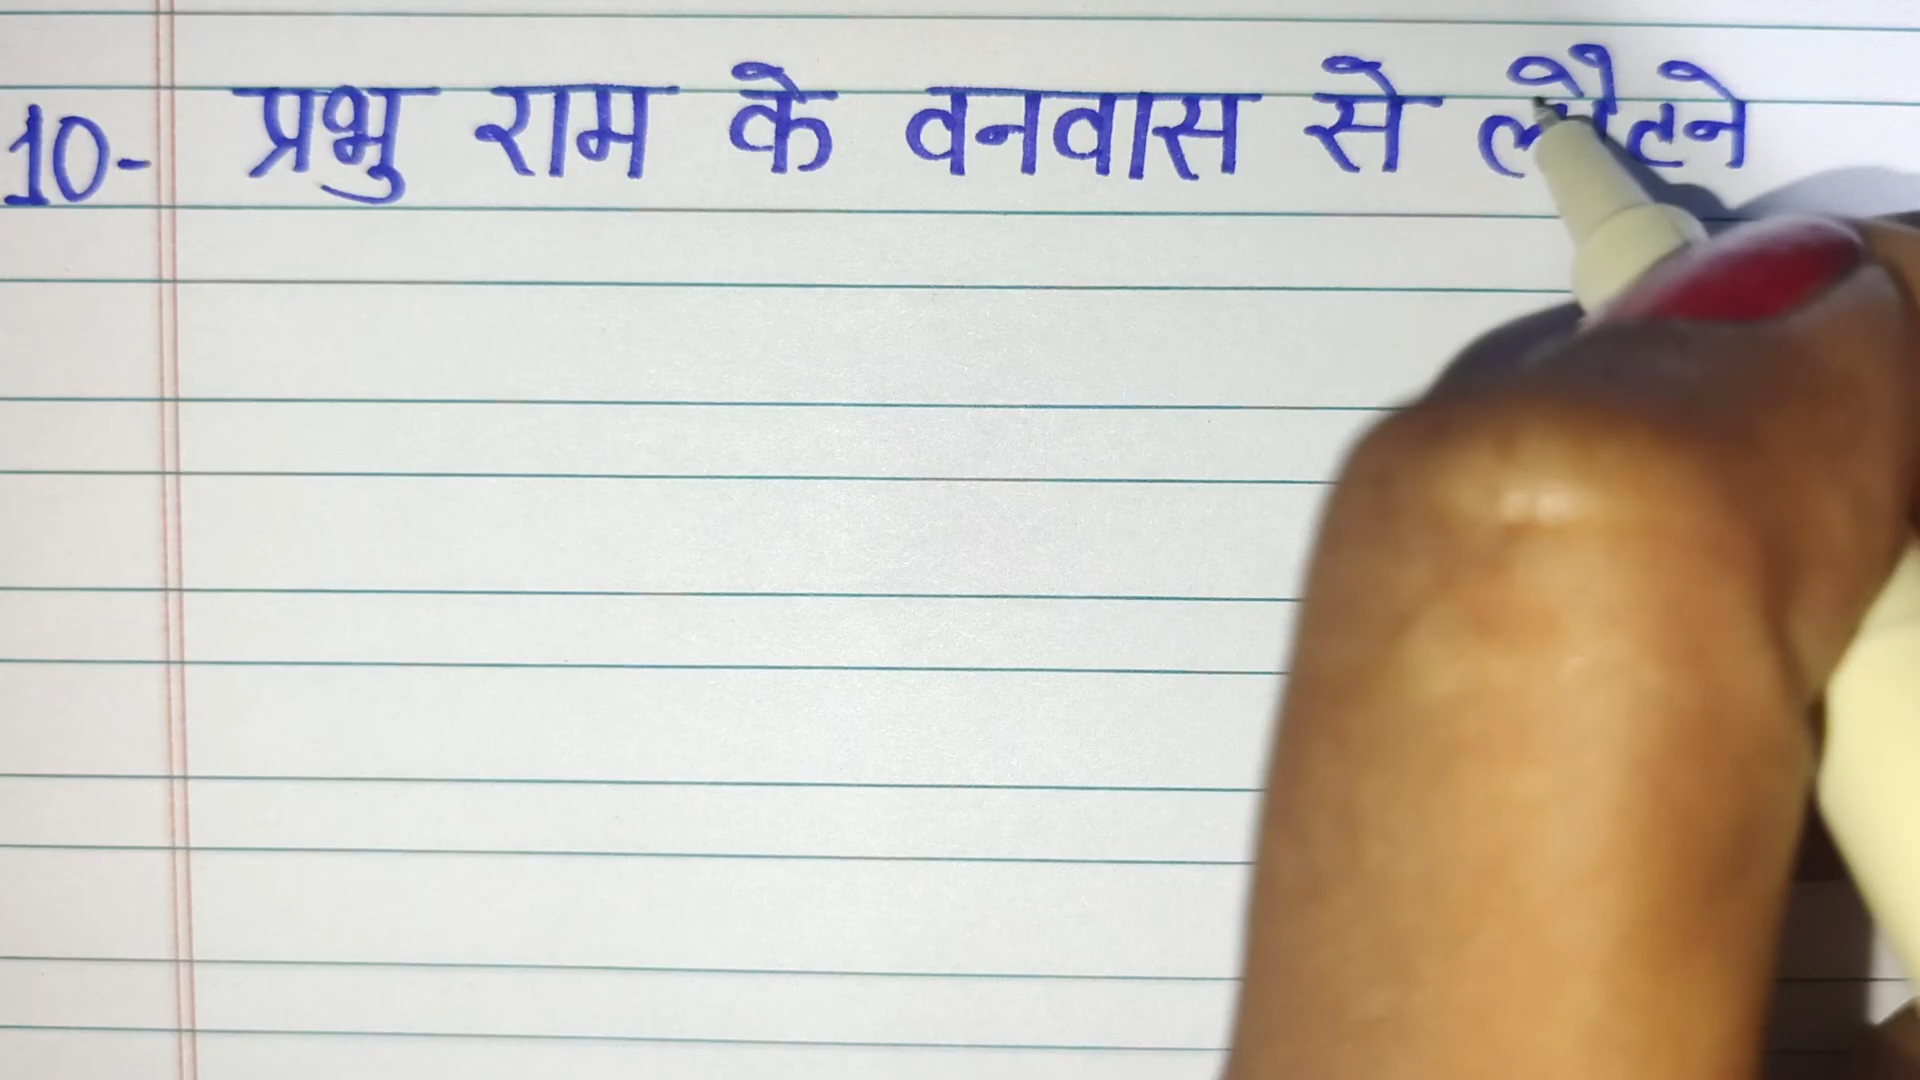 10- प्रभु राम के वनवास से लौटने